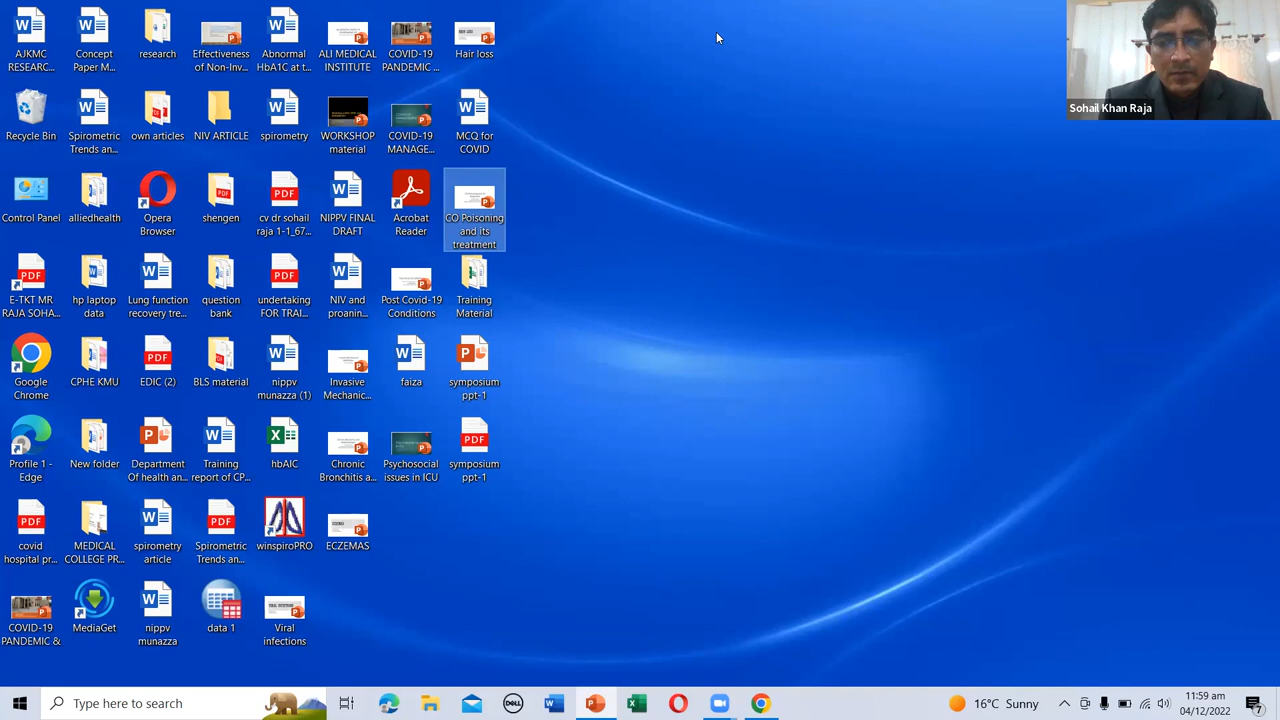 AJKMC
RESEARC...
Concept
Paper M...
research
Effectiveness
of Non-Inv...
Abnormal
HbA1C at t...
ALI MEDICAL
INSTITUTE
COVID-19
PANDEMIC ...
Hair loss
Sohail Khan Raja
Recycle Bin
Spirometric
Trends an...
own articles
NIV ARTICLE
spirometry
WORKSHOP
material
COVID-19
MANAGE...
MCQ for
COVID
Control Panel
alliedhealth
Opera
Browser
shengen
cv dr sohail
raja 1-1_67...
NIPPV FINAL
DRAFT
Acrobat
Reader
CO Poisoning
and its
treatment
E-TKT MR
RAJA SOHA...
hp laptop
data
Lung function
recovery tre...
question
bank
undertaking
FOR TRAI...
NIV and
proanin...
Post Covid-19
Conditions
Training
Material
Google
Chrome
CPHE KMU
EDIC (2)
BLS material
nippv
munazza (1)
Invasive
Mechanic...
faiza
symposium
ppt-1
Profile 1 -
Edge
New folder
Department
Of health an...
Training
report of CP...
hbAIC
Chronic
Bronchitis a...
Psychosocial
issues in ICU
symposium
ppt-1
covid
hospital pr...
MEDICAL
COLLEGE PR...
spirometry
article
Spirometric
Trends an...
winspiroPRO
ECZEMAS
COVID-19
PANDEMIC &
MediGet
nippv
munazza
data 1
Viral
infections
Type here to search
Sunny
11:59 am
04/12/2022
7